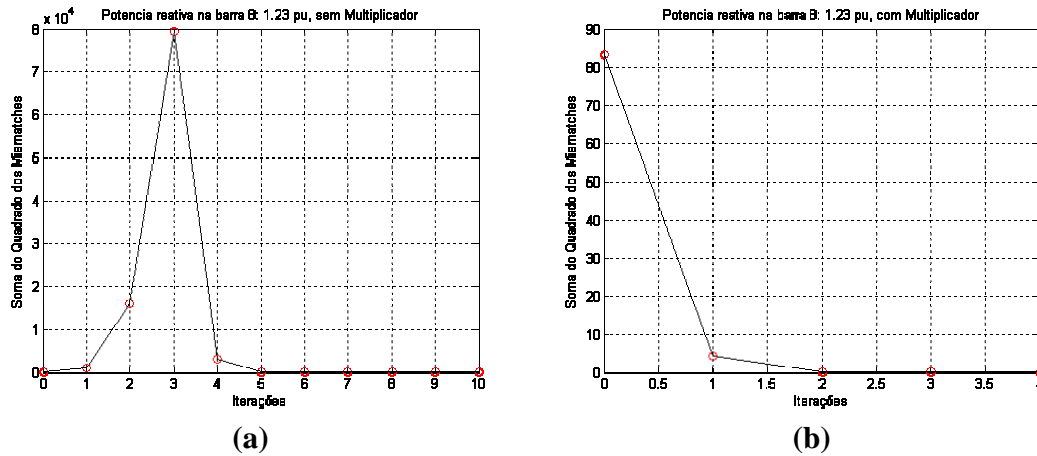 Potencia reativa na barra 8: 1.23 pu, sem Multiplicador
x 10^4
Soma do Quadrado dos Mismatches
8
7
6
5
4
3
2
1
0
0 1 2 3 4 5 6 7 8 9 10
Iterações
(a)
Potencia reativa na barra 8: 1.23 pu, com Multiplicador
Soma do Quadrado dos Mismatches
90
80
70
60
50
40
30
20
10
0
0 0.5 1 1.5 2 2.5 3 3.5
Iterações
(b)